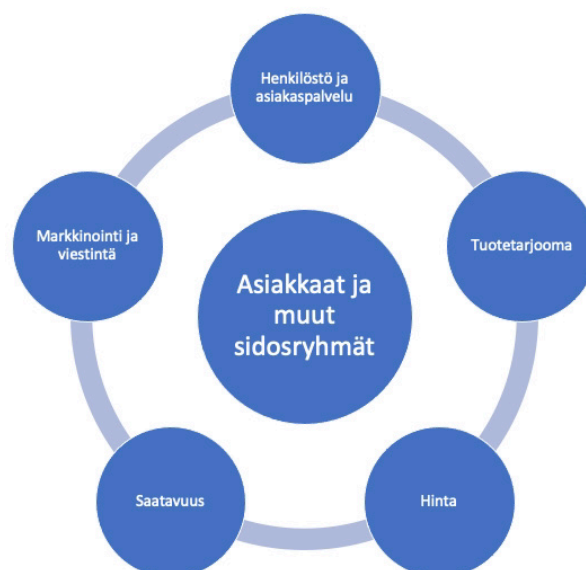 Henkilöstö ja
asiakaspalvelu
Markkinointi ja
viestintä
Tuotetarjooma
Asiakkaat ja
muut
sidosryhmät
Saatavuus
Hinta